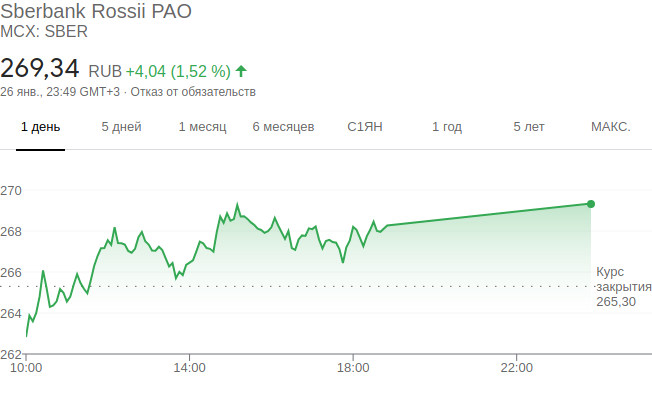 Sberbank Rossii PAO
MCX: SBER
269,34 RUB +4,04 (1,52 %)
26 янв., 23:49 GMT+3 · Отказ от обязательств
1 день 5 дней 1 месяц 6 месяцев С1ЯН 1 год 5 лет МАКС.
270
268
266
Курс
закрытия
265,30
264
262
10:00 14:00 18:00 22:00